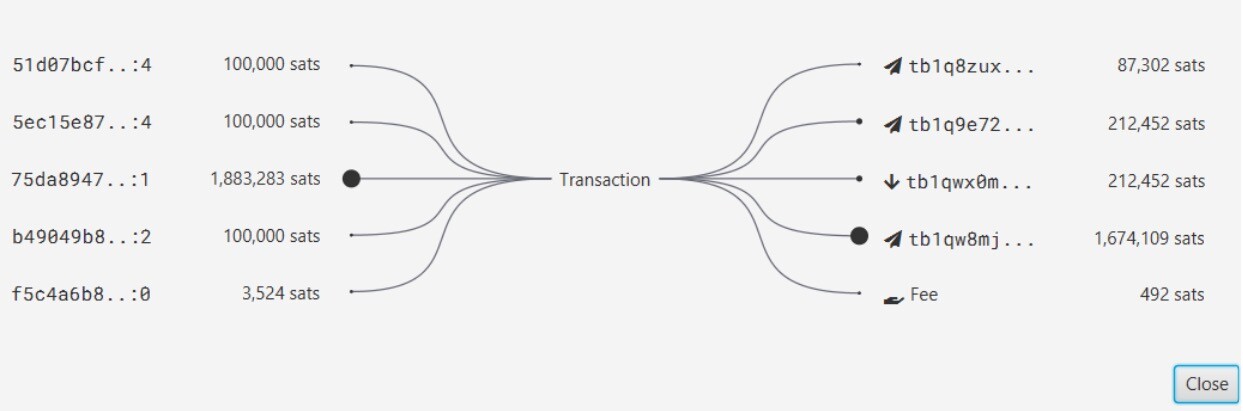 51d07bcf..:4 100,000 sats tb1q8zux... 87,302 sats
5ec15e87..:4 100,000 sats tb1q9e72... 212,452 sats
75da8947..:1 1,883,283 sats Transaction tb1qwx0m... 212,452 sats
b49049b8..:2 100,000 sats tb1qw8mj... 1,674,109 sats
f5c4a6b8..:0 3,524 sats Fee 492 sats
Close